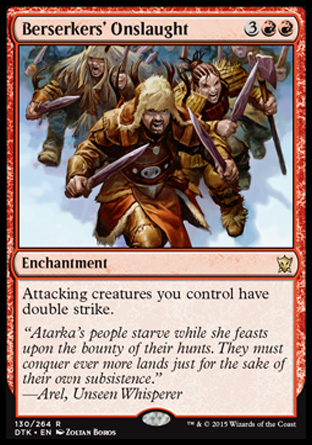 Berserkers' Onslaught 3
Enchantment
Attacking creatures you control have
double strike.
"Atarka's people starve while she feasts
upon the bounty of their hunts. They must
conquer ever more lands just for the sake of
their own subsistence."
—Arel, Unseen Whisperer
130/264 R
DTK • EN Zoltan Boros
™ & © 2015 Wizards of the Coast